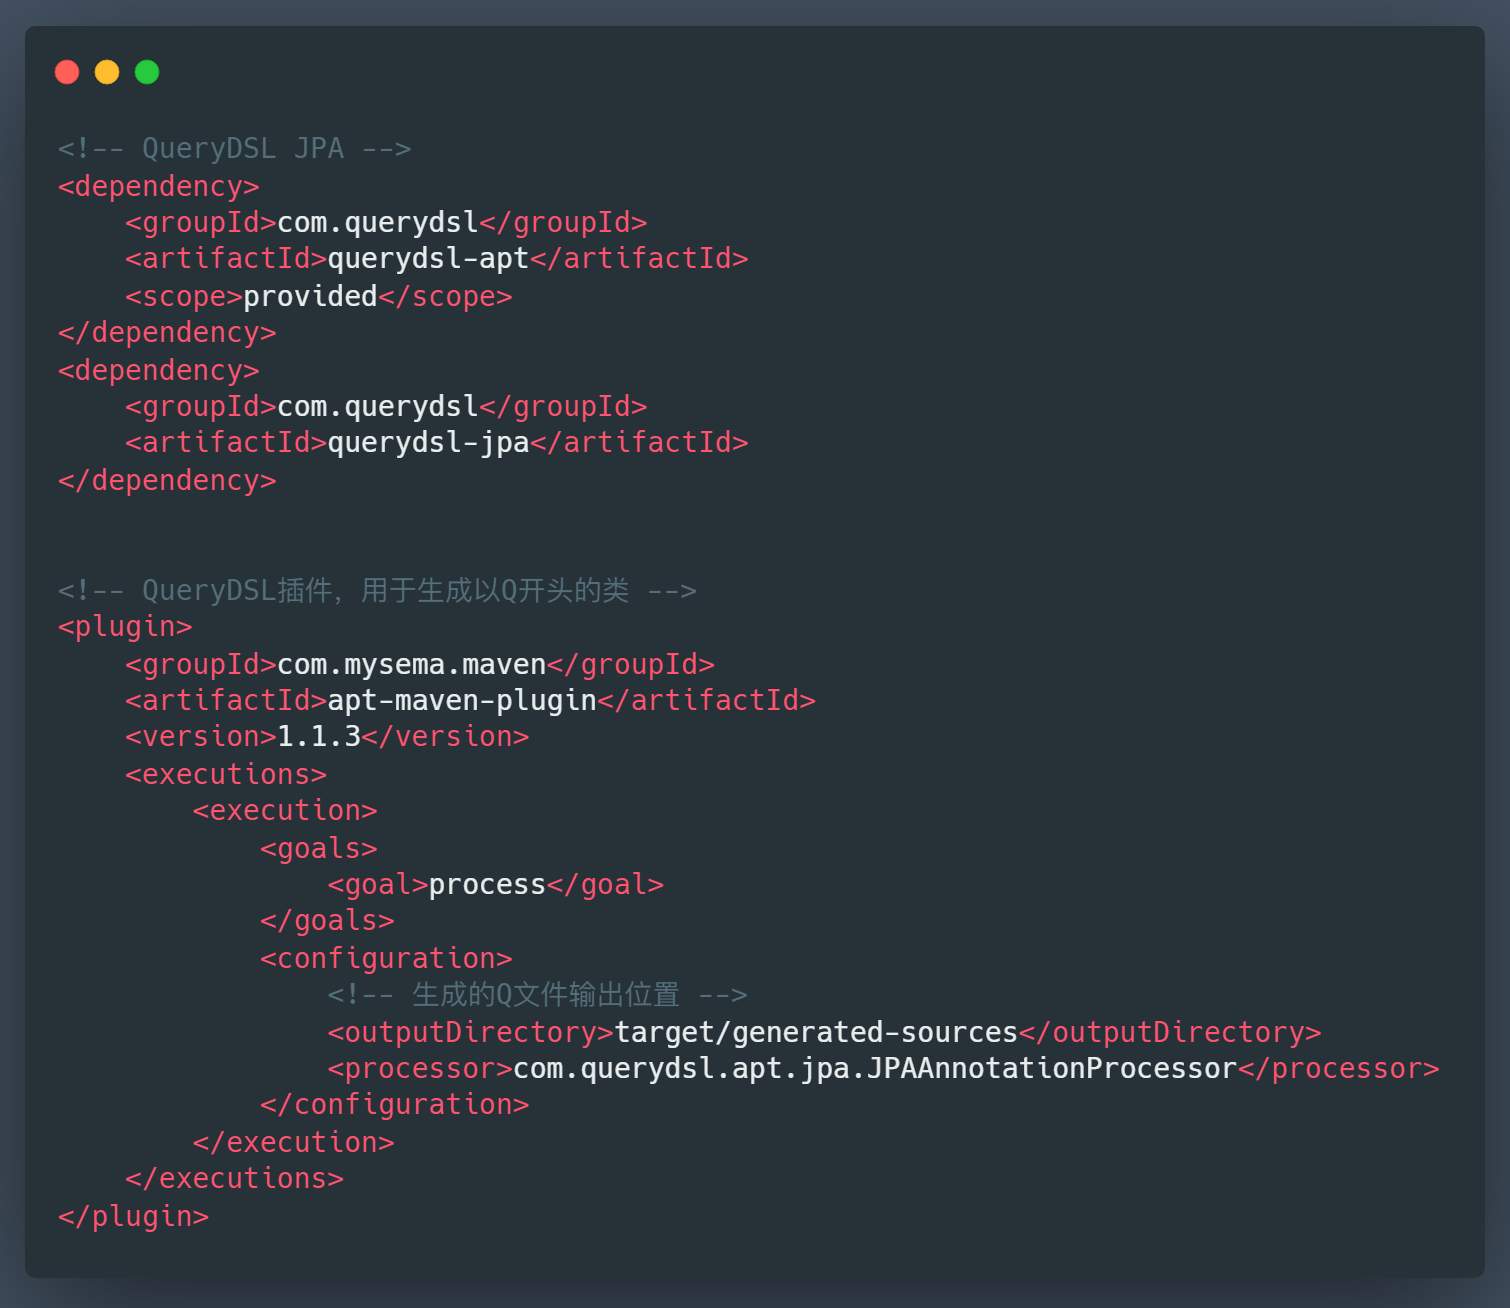 <!-- QueryDSL JPA -->
<dependency>
    <groupId>com.querydsl</groupId>
    <artifactId>querydsl-apt</artifactId>
    <scope>provided</scope>
</dependency>
<dependency>
    <groupId>com.querydsl</groupId>
    <artifactId>querydsl-jpa</artifactId>
</dependency>
<!-- QueryDSL插件，用于生成以Q开头的类 -->
<plugin>
    <groupId>com.mysema.maven</groupId>
    <artifactId>apt-maven-plugin</artifactId>
    <version>1.1.3</version>
    <executions>
        <execution>
            <goals>
                <goal>process</goal>
            </goals>
            <configuration>
                <!-- 生成的Q文件输出位置 -->
                <outputDirectory>target/generated-sources</outputDirectory>
                <processor>com.querydsl.apt.jpa.JPAAnnotationProcessor</processor>
            </configuration>
        </execution>
    </executions>
</plugin>